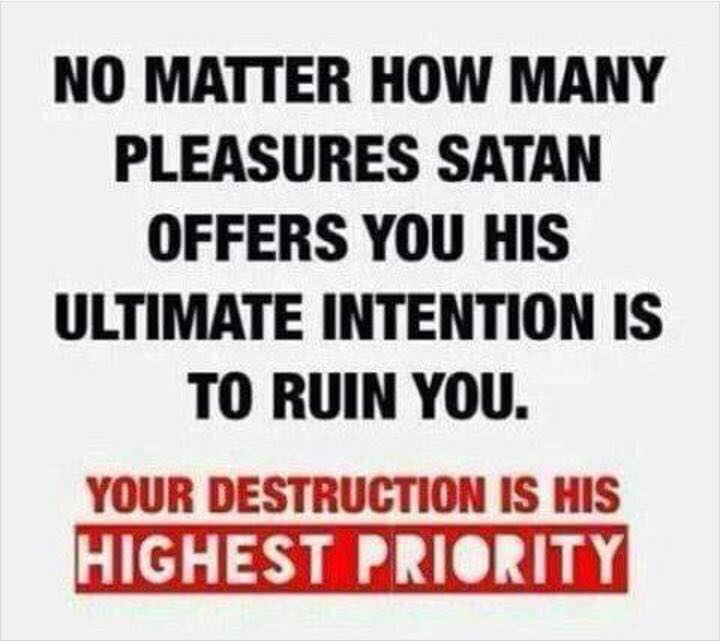 NO MATTER HOW MANY
PLEASURES SATAN
OFFERS YOU HIS
ULTIMATE INTENTION IS
TO RUIN YOU.
YOUR DESTRUCTION IS HIS
HIGHEST PRIORITY